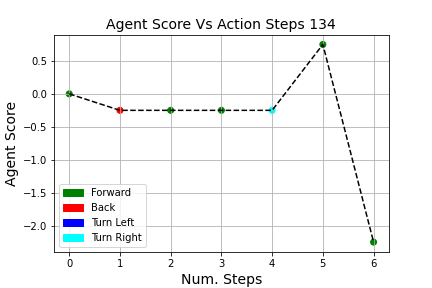 Agent Score Vs Action Steps 134
Agent Score
0.5
0.0
−0.5
−1.0
−1.5
−2.0
Forward
Back
Turn Left
Turn Right
0 1 2 3 4 5 6
Num. Steps